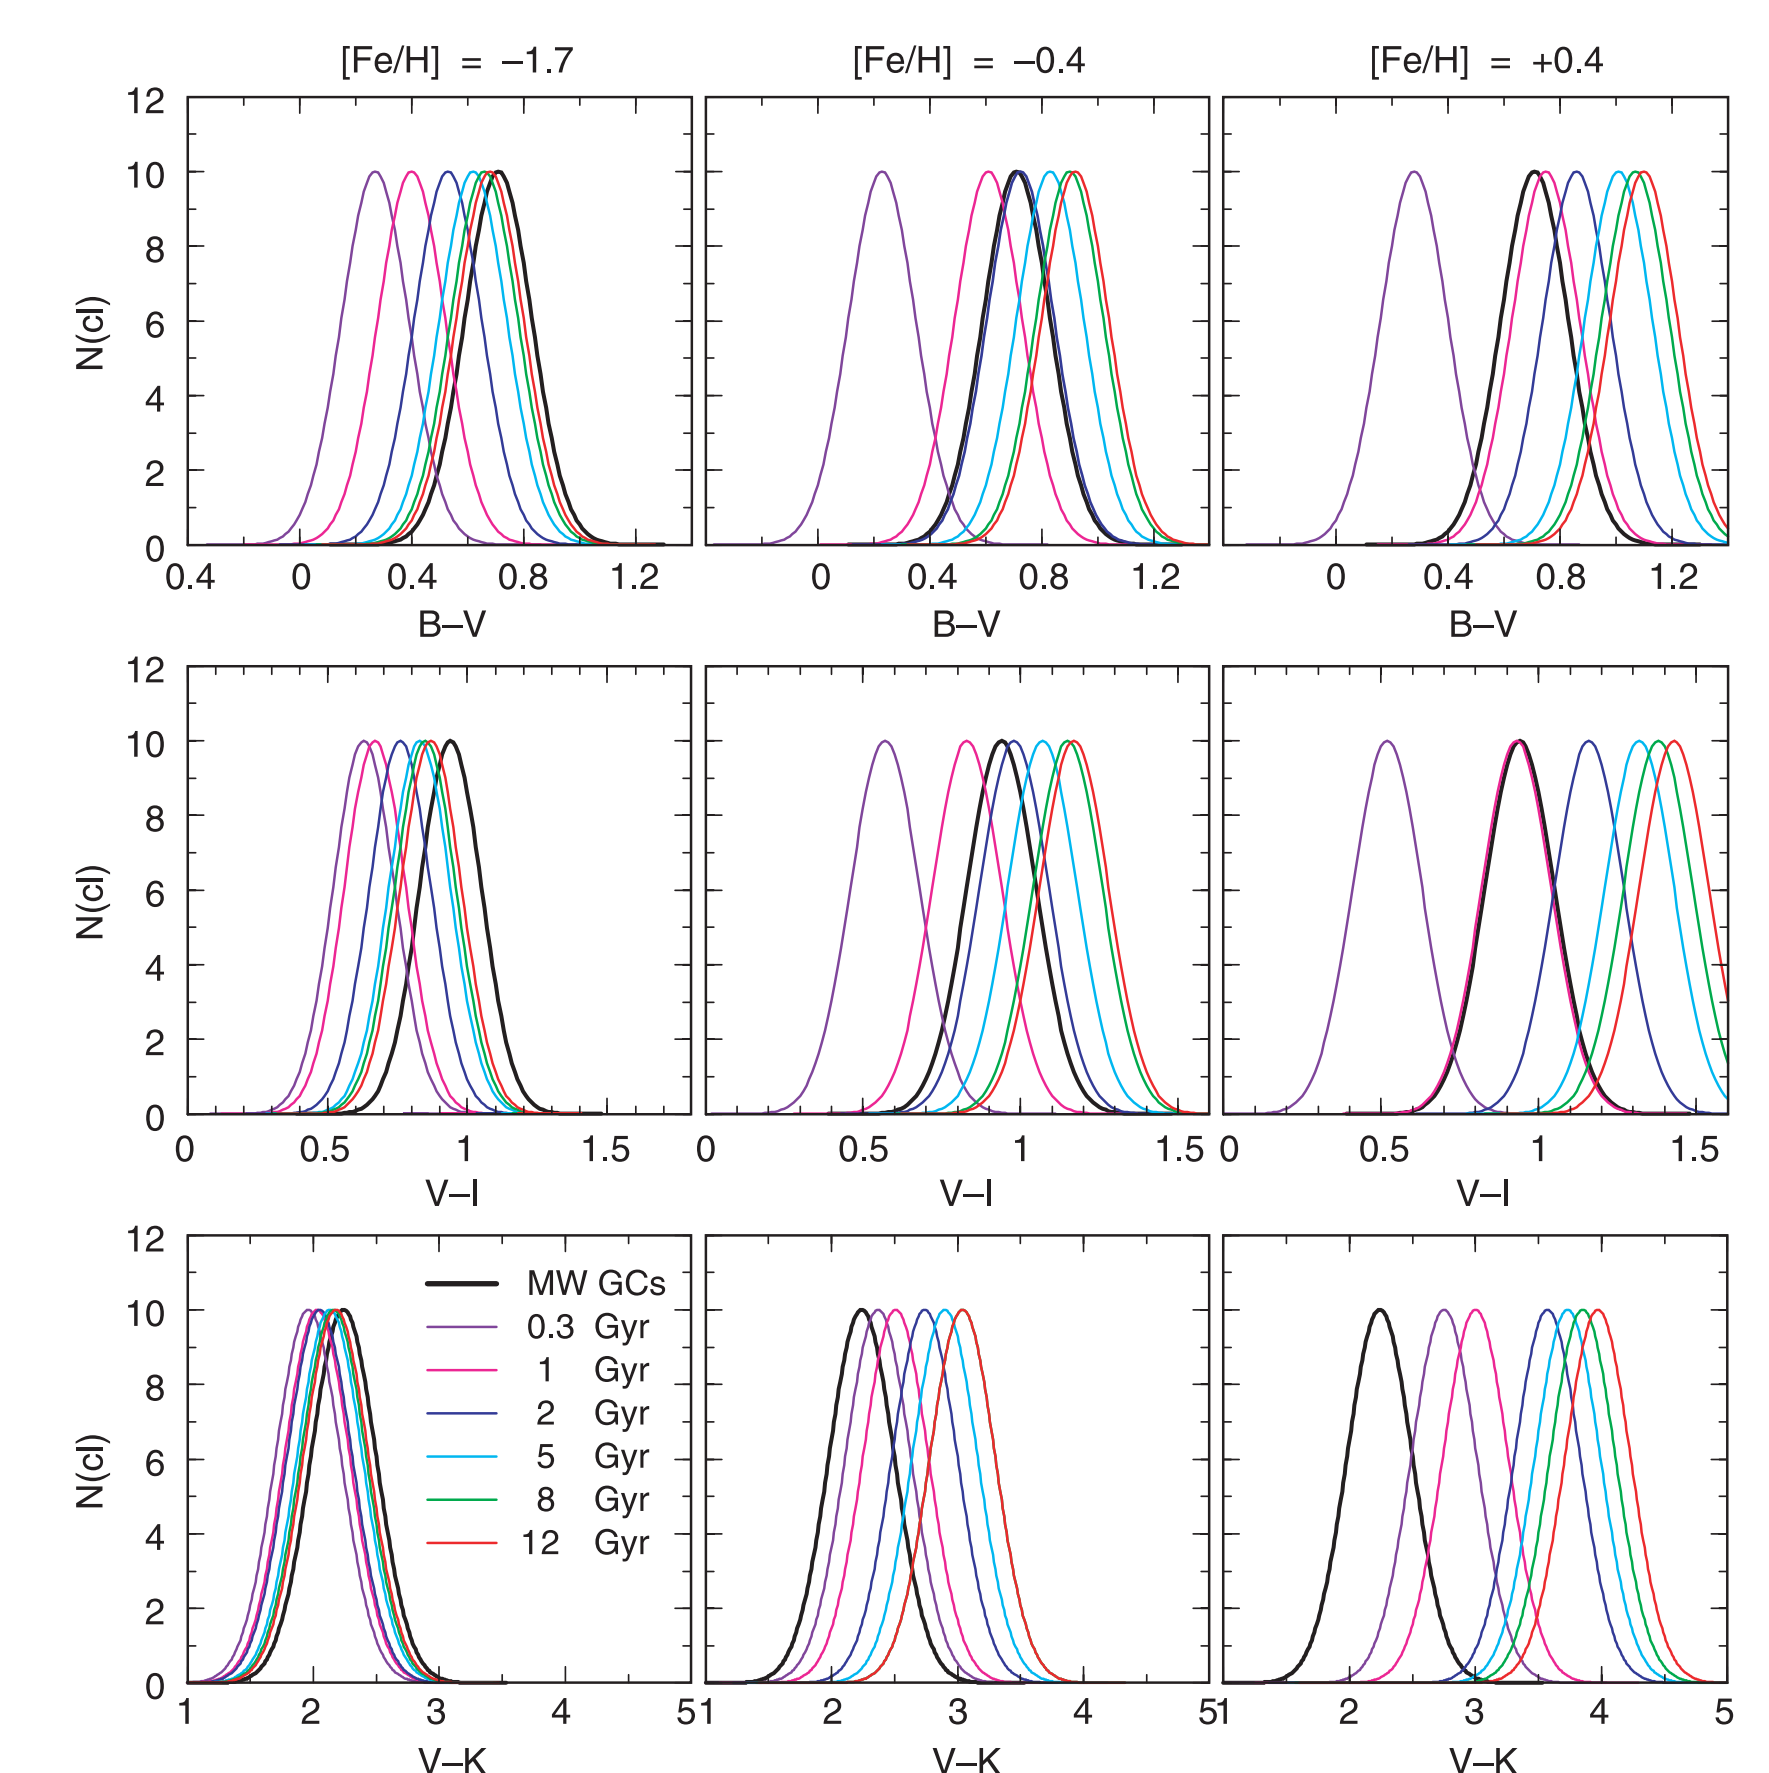 [Fe/H] = –1.7 [Fe/H] = –0.4 [Fe/H] = +0.4
12
10
8
6
4
2
0
N(cl)
0.4 0 0.4 0.8 1.2 0 0.4 0.8 1.2 0 0.4 0.8 1.2
B–V B–V B–V
12
10
8
6
4
2
0
N(cl)
0 0.5 1 1.5 0 0.5 1 1.5 0 0.5 1 1.5
V–I V–I V–I
12
10
8
6
4
2
0
N(cl)
MW GCs
0.3 Gyr
1 Gyr
2 Gyr
5 Gyr
8 Gyr
12 Gyr
1 2 3 4 5 1 2 3 4 5 1 2 3 4 5
V–K V–K V–K